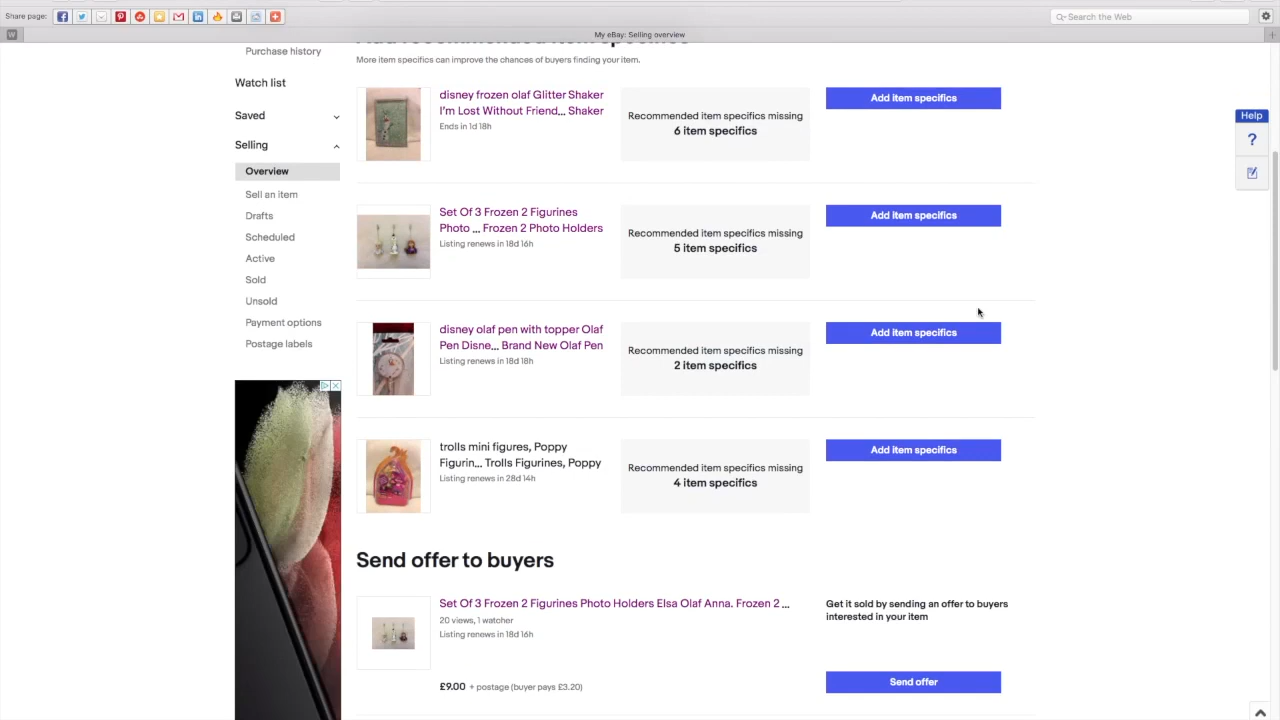 Share page:
Search the Web
My eBay: Selling overview
Purchase history
Watch list
Saved
Selling
Overview
Sell an item
Drafts
Scheduled
Active
Sold
Unsold
Payment options
Postage labels
Add recommended item specifics
More item specifics can improve the chances of buyers finding your item.
disney frozen olaf Glitter Shaker
I'm Lost Without Friend... Shaker
Ends in 1d 18h
Recommended item specifics missing
6 item specifics
Add item specifics
Set Of 3 Frozen 2 Figurines
Photo ... Frozen 2 Photo Holders
Listing renews in 18d 16h
Recommended item specifics missing
5 item specifics
Add item specifics
disney olaf pen with topper Olaf
Pen Disne... Brand New Olaf Pen
Listing renews in 18d 18h
Recommended item specifics missing
2 item specifics
Add item specifics
trolls mini figures, Poppy
Figurin... Trolls Figurines, Poppy
Listing renews in 28d 14h
Recommended item specifics missing
4 item specifics
Add item specifics
Send offer to buyers
Set Of 3 Frozen 2 Figurines Photo Holders Elsa Olaf Anna. Frozen 2 ...
20 views, 1 watcher
Listing renews in 18d 16h
£9.00 + postage (buyer pays £3.20)
Get it sold by sending an offer to buyers
interested in your item
Send offer
Help
?